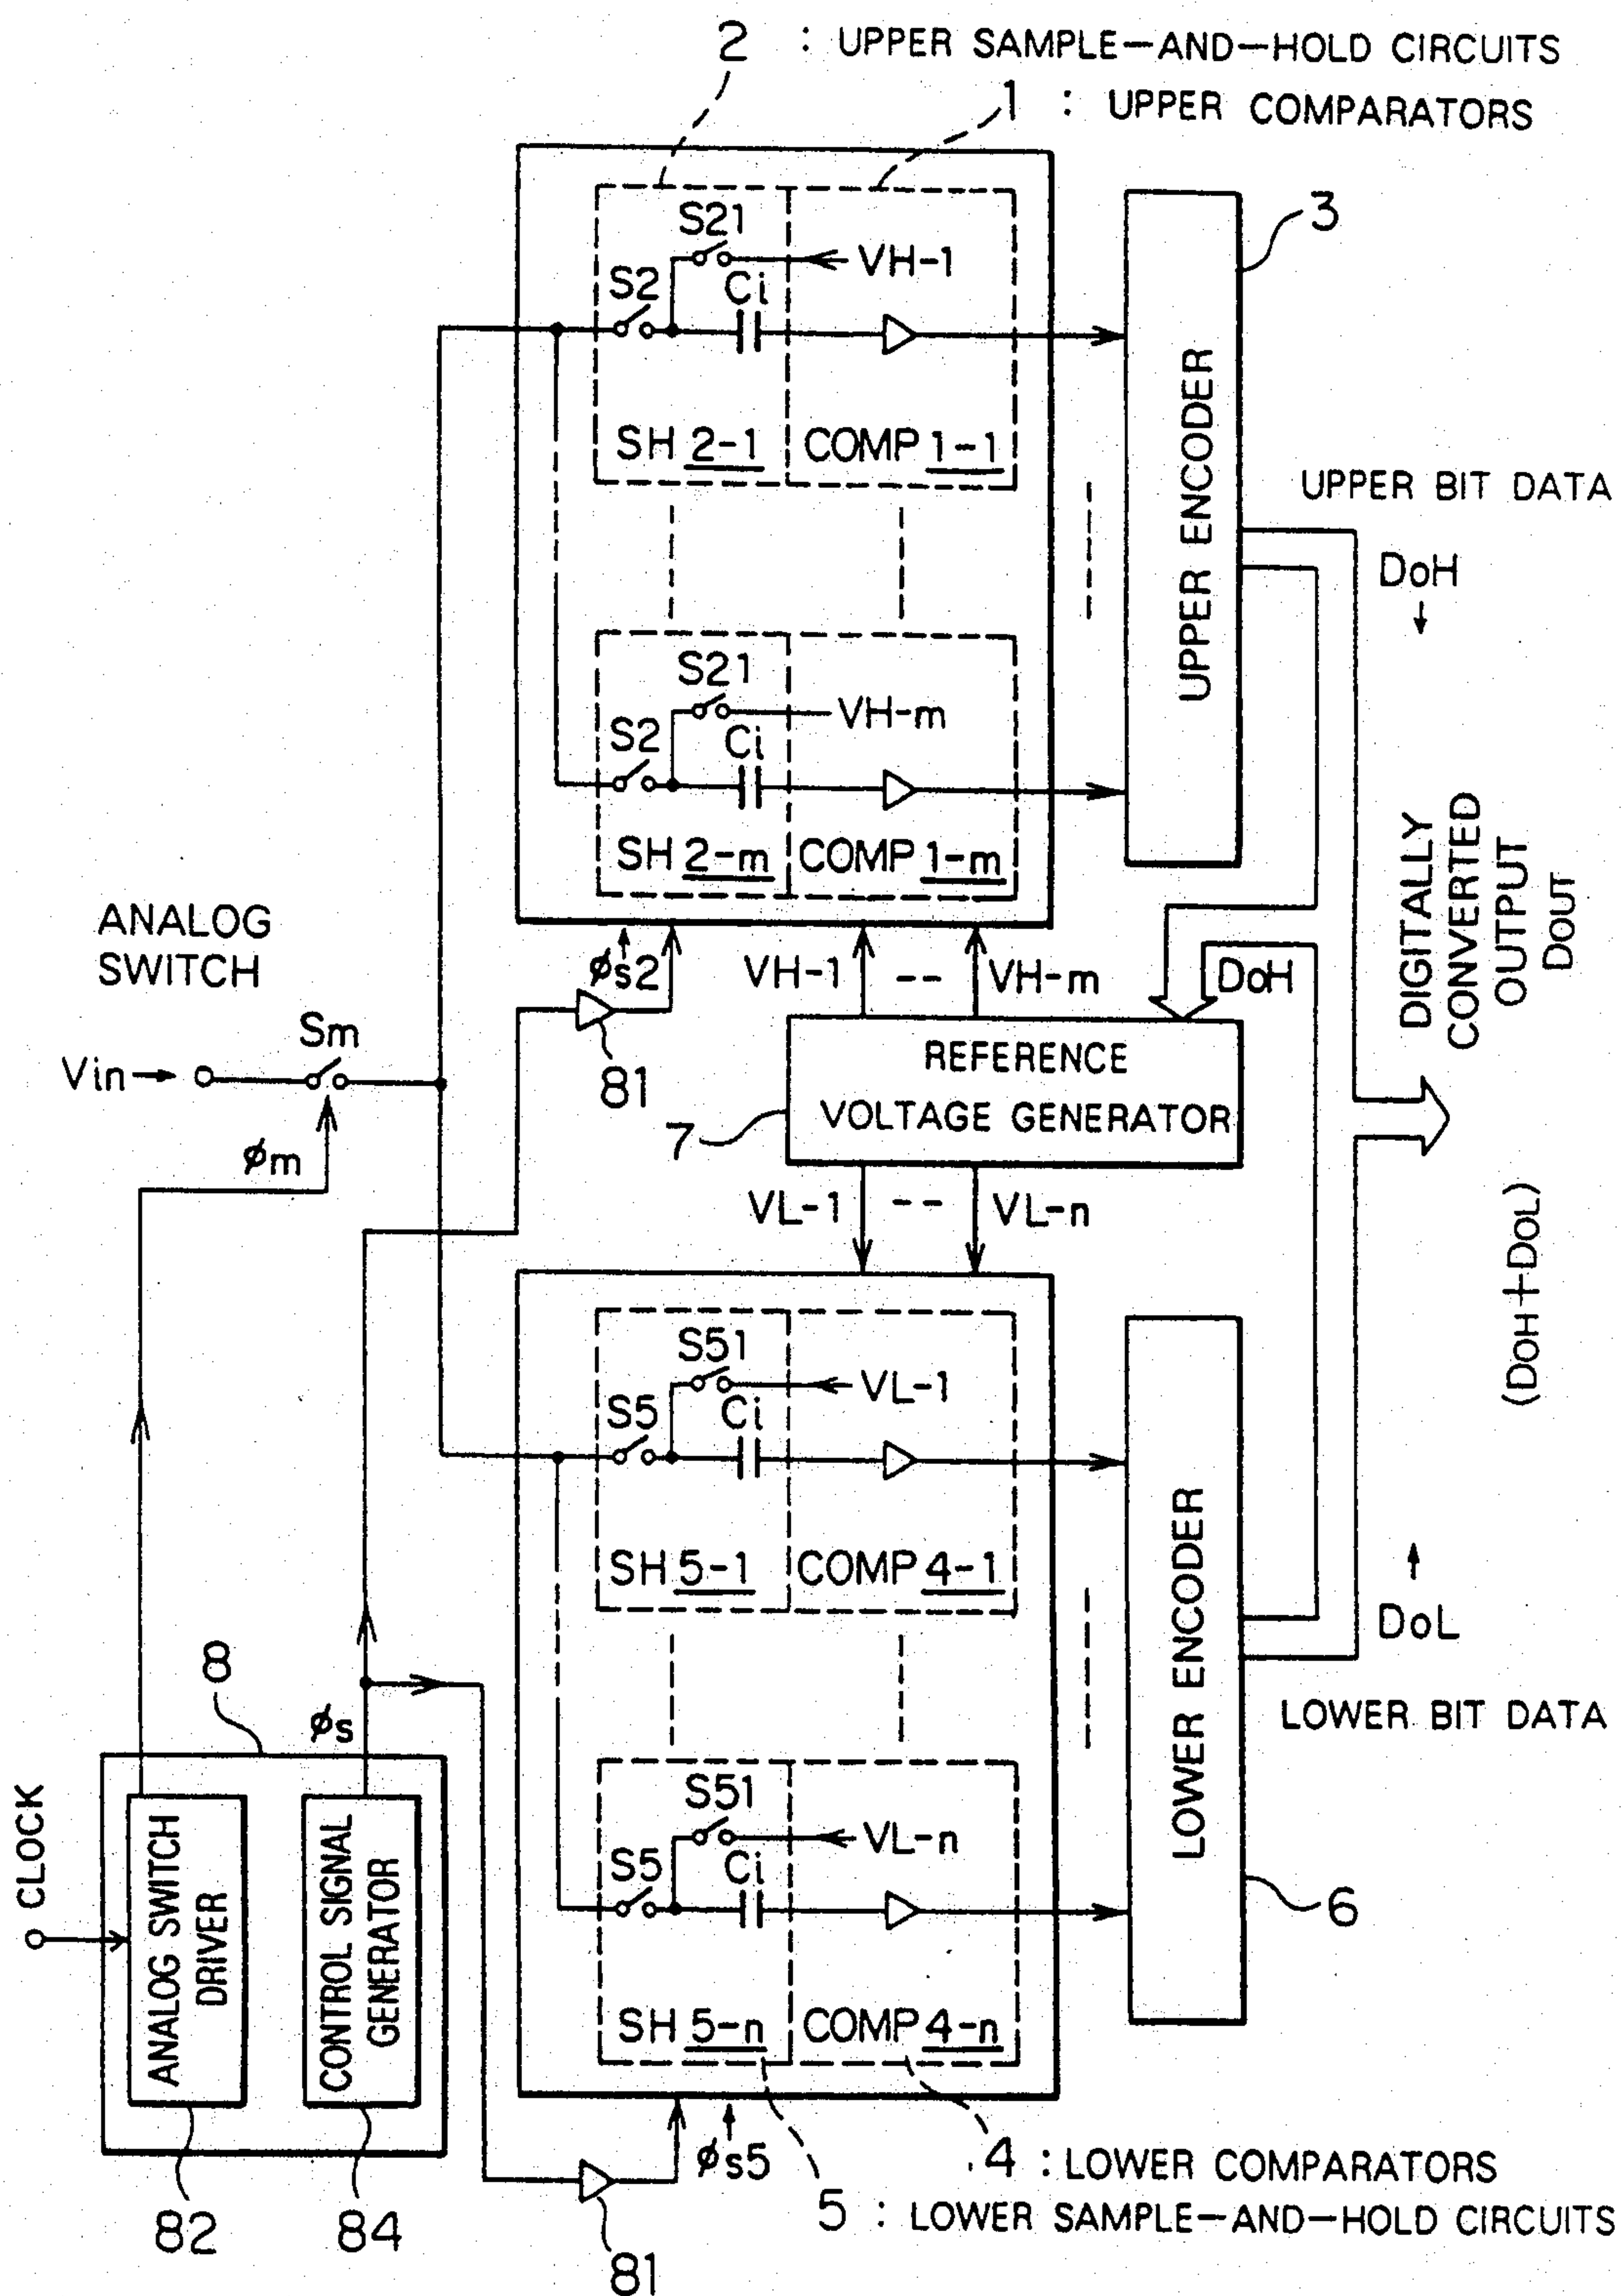 2 : UPPER SAMPLE-AND-HOLD CIRCUITS
1 : UPPER COMPARATORS
S21
VH-1
S2
Ci
SH 2-1
COMP 1-1
3
UPPER ENCODER
UPPER BIT DATA
DoH
S21
VH-m
S2
Ci
SH 2-m
COMP 1-m
ANALOG
SWITCH
Sm
Vin
φm
φs2
81
VH-1
--
VH-m
DoH
REFERENCE
VOLTAGE GENERATOR
7
VL-1
--
VL-n
DIGITALLY
CONVERTED
OUTPUT
DOUT
(DOH+DOL)
S51
VL-1
S5
Ci
SH 5-1
COMP 4-1
LOWER ENCODER
DoL
LOWER BIT DATA
6
S51
VL-n
S5
Ci
SH 5-n
COMP 4-n
8
φs
CLOCK
ANALOG SWITCH
DRIVER
CONTROL SIGNAL
GENERATOR
82
84
φs5
81
4 : LOWER COMPARATORS
5 : LOWER SAMPLE-AND-HOLD CIRCUITS